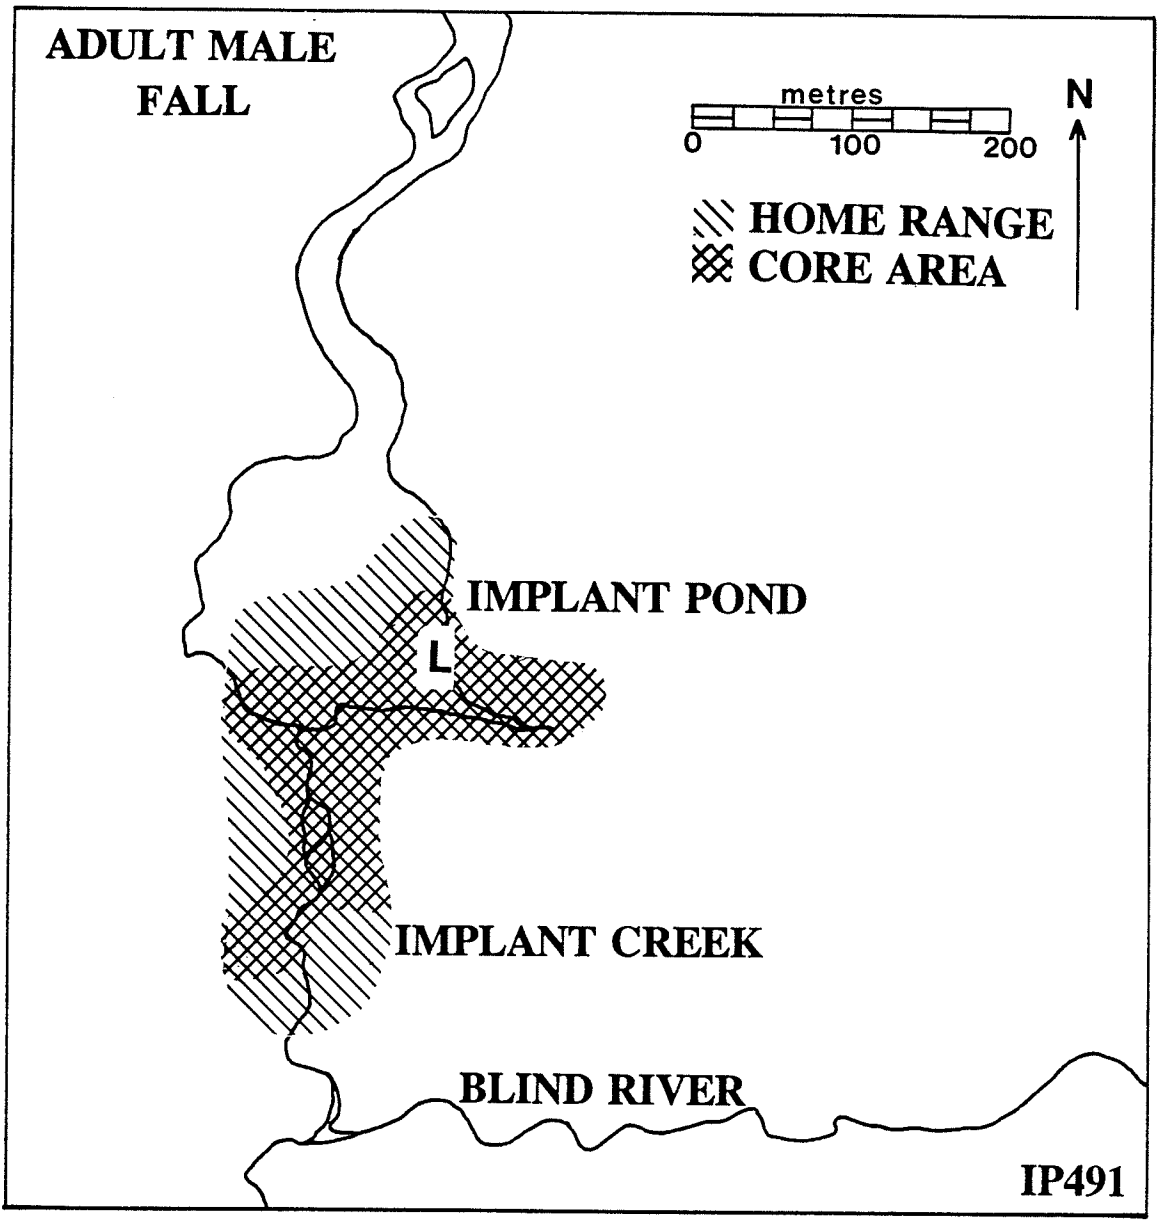 ADULT MALE
FALL
metres
0 100 200
N
HOME RANGE
CORE AREA
IMPLANT POND
L
IMPLANT CREEK
BLIND RIVER
IP491